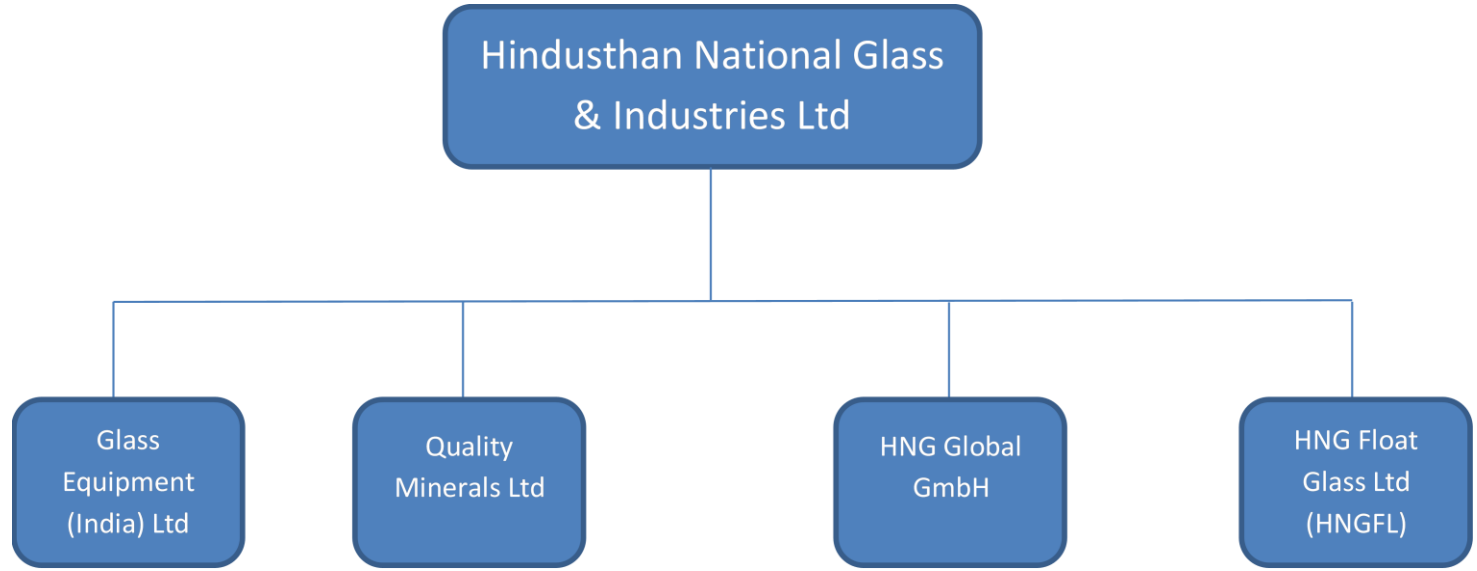 Hindusthan National Glass
& Industries Ltd
Glass
Equipment
(India) Ltd
Quality
Minerals Ltd
HNG Global
GmbH
HNG Float
Glass Ltd
(HNGFL)